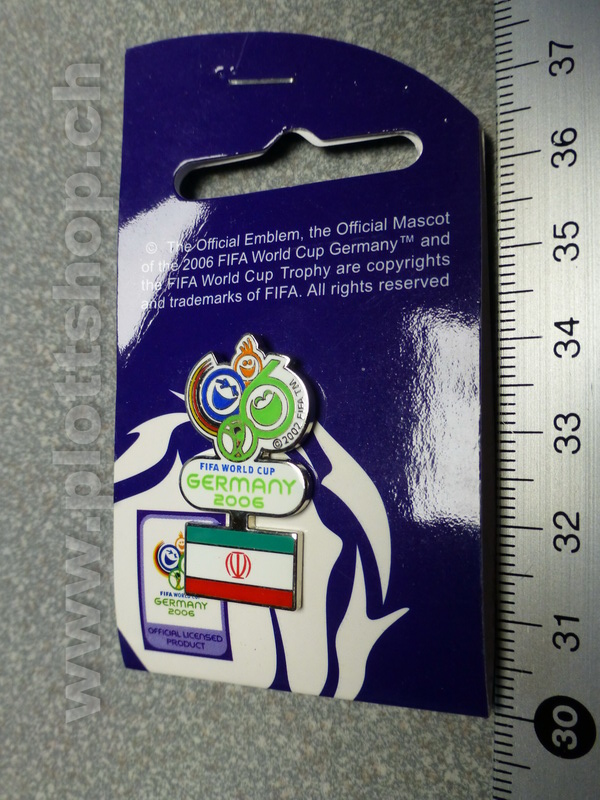 © The Official Emblem, the Official Mascot
of the 2006 FIFA World Cup Germany™ and
the FIFA World Cup Trophy are copyrights
and trademarks of FIFA. All rights reserved
©2002 FIFA TM
FIFA WORLD CUP
GERMANY
2006
FIFA WORLD CUP
GERMANY
2006
OFFICIAL LICENSED
PRODUCT
37
36
35
34
33
32
31
30
www.plottshop.ch